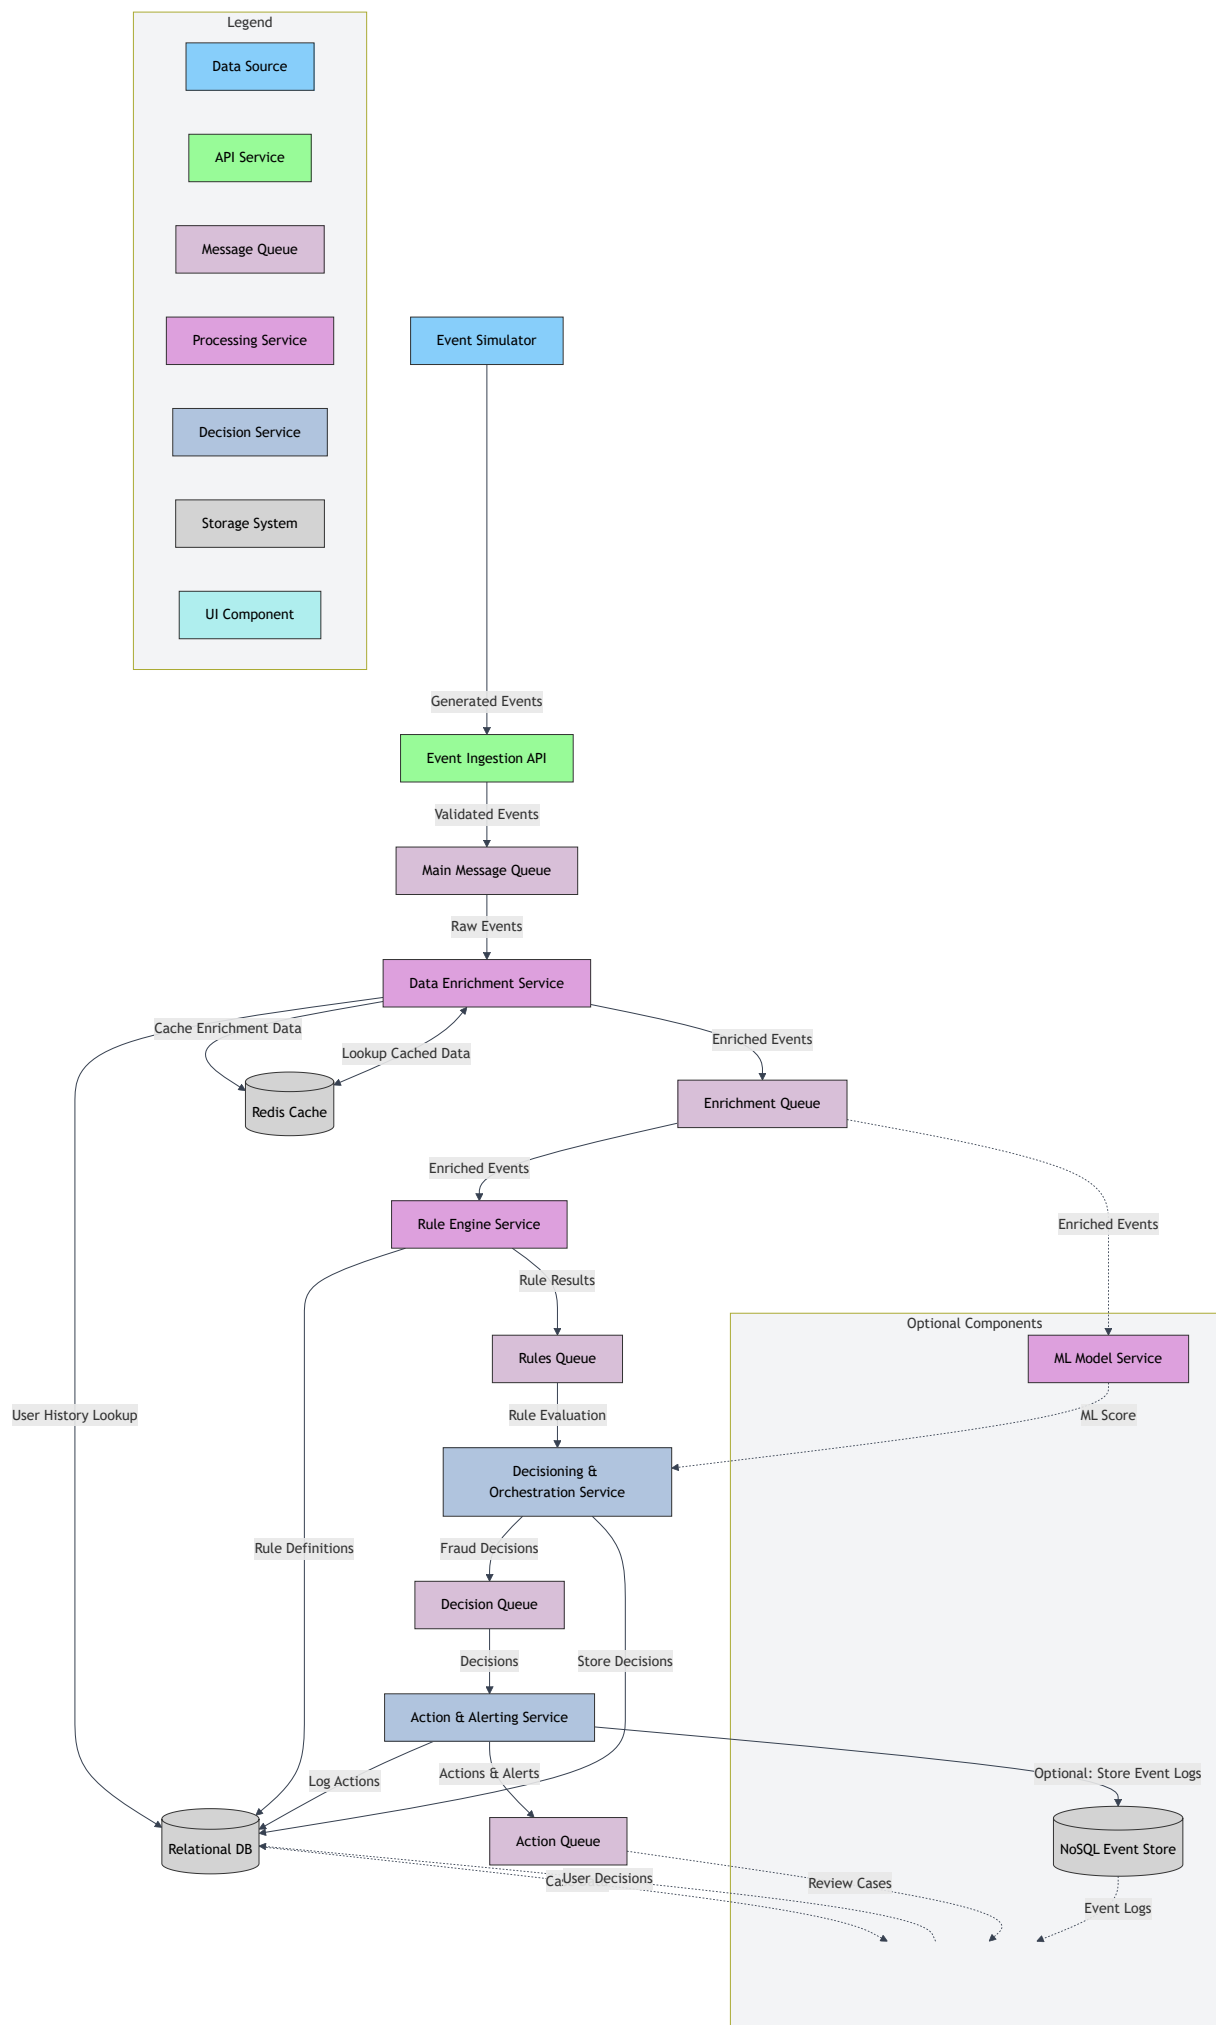 Legend
Data Source
API Service
Message Queue
Processing Service
Decision Service
Storage System
UI Component
Event Simulator
Generated Events
Event Ingestion API
Validated Events
Main Message Queue
Raw Events
Data Enrichment Service
Cache Enrichment Data
Lookup Cached Data
Enriched Events
Redis Cache
Enrichment Queue
Enriched Events
Enriched Events
Rule Engine Service
Rule Results
Optional Components
Rules Queue
ML Model Service
User History Lookup
Rule Evaluation
ML Score
Decisioning &
Orchestration Service
Rule Definitions
Fraud Decisions
Decision Queue
Decisions
Store Decisions
Action & Alerting Service
Log Actions
Actions & Alerts
Optional: Store Event Logs
Relational DB
Action Queue
NoSQL Event Store
User Decisions
Review Cases
Event Logs